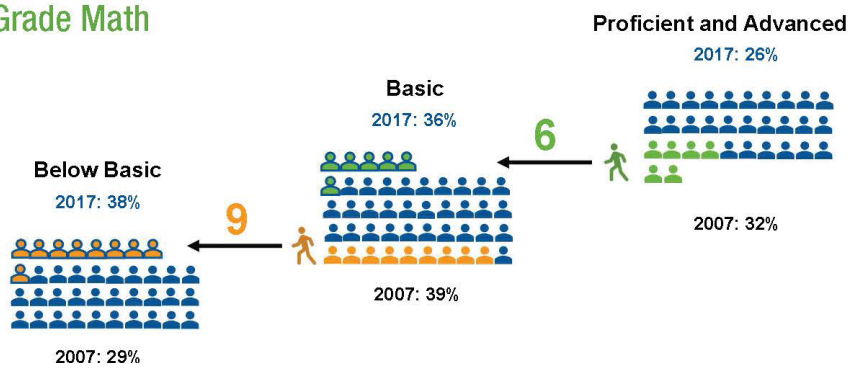 Grade Math
Proficient and Advanced
2017: 26%
Basic
2017: 36%
6
Below Basic
2017: 38%
9
2007: 32%
2007: 39%
2007: 29%